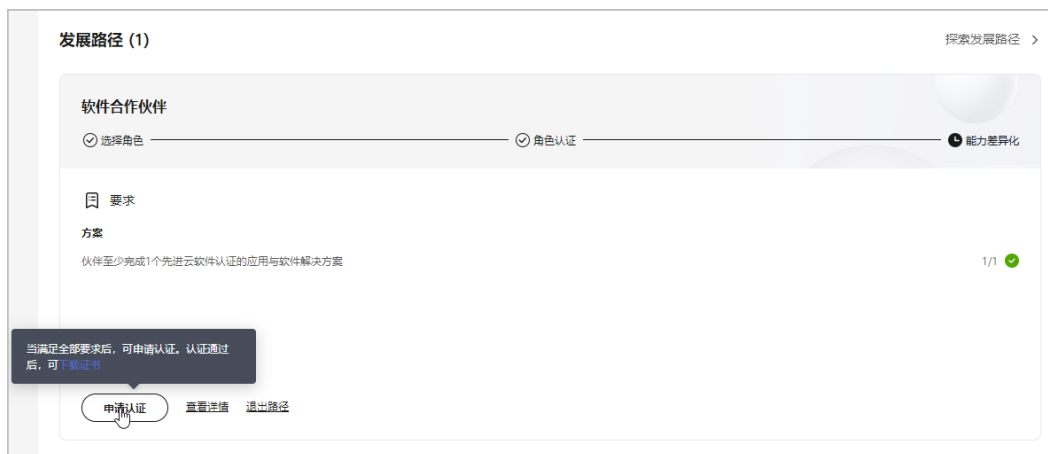 发展路径 (1)
探索发展路径
软件合作伙伴
选择角色
角色认证
能力差异化
要求
方案
伙伴至少完成1个先进云软件认证的应用与软件解决方案
1/1
当满足全部要求后，可申请认证。认证通过
后，可下载证书
申请认证
查看详情
退出路径